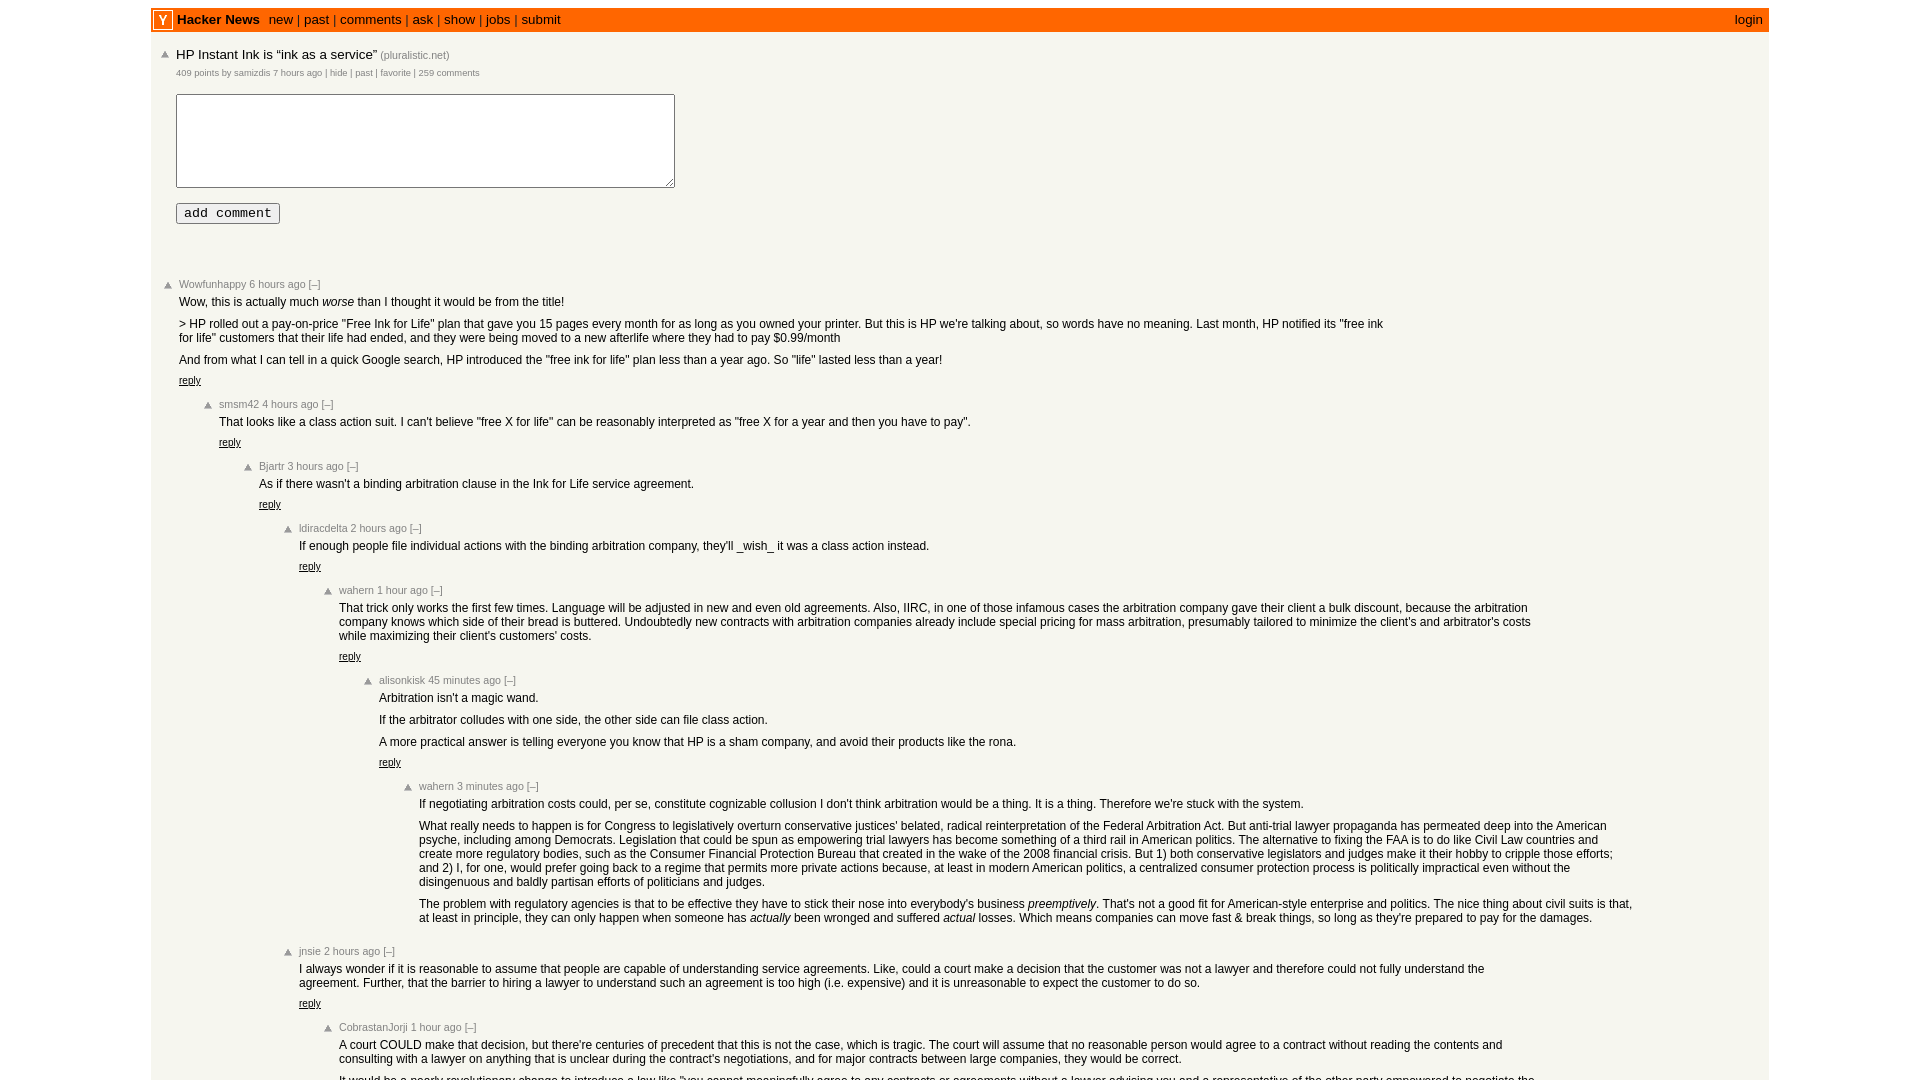 Y Hacker News new | past | comments | ask | show | jobs | submit login
HP Instant Ink is “ink as a service” (pluralistic.net)
409 points by samizdis 7 hours ago | hide | past | favorite | 259 comments
add comment
Wowfunhappy 6 hours ago [–]
Wow, this is actually much worse than I thought it would be from the title!
> HP rolled out a pay-on-price "Free Ink for Life" plan that gave you 15 pages every month for as long as you owned your printer. But this is HP we're talking about, so words have no meaning. Last month, HP notified its "free ink
for life" customers that their life had ended, and they were being moved to a new afterlife where they had to pay $0.99/month
And from what I can tell in a quick Google search, HP introduced the "free ink for life" plan less than a year ago. So "life" lasted less than a year!
reply
smsm42 4 hours ago [–]
That looks like a class action suit. I can't believe "free X for life" can be reasonably interpreted as "free X for a year and then you have to pay".
reply
Bjartr 3 hours ago [–]
As if there wasn't a binding arbitration clause in the Ink for Life service agreement.
reply
ldiracdelta 2 hours ago [–]
If enough people file individual actions with the binding arbitration company, they'll _wish_ it was a class action instead.
reply
wahern 1 hour ago [–]
That trick only works the first few times. Language will be adjusted in new and even old agreements. Also, IIRC, in one of those infamous cases the arbitration company gave their client a bulk discount, because the arbitration
company knows which side of their bread is buttered. Undoubtedly new contracts with arbitration companies already include special pricing for mass arbitration, presumably tailored to minimize the client's and arbitrator's costs
while maximizing their client's customers' costs.
reply
alisonkisk 45 minutes ago [–]
Arbitration isn't a magic wand.
If the arbitrator colludes with one side, the other side can file class action.
A more practical answer is telling everyone you know that HP is a sham company, and avoid their products like the rona.
reply
wahern 3 minutes ago [–]
If negotiating arbitration costs could, per se, constitute cognizable collusion I don't think arbitration would be a thing. It is a thing. Therefore we're stuck with the system.
What really needs to happen is for Congress to legislatively overturn conservative justices' belated, radical reinterpretation of the Federal Arbitration Act. But anti-trial lawyer propaganda has permeated deep into the American
psyche, including among Democrats. Legislation that could be spun as empowering trial lawyers has become something of a third rail in American politics. The alternative to fixing the FAA is to do like Civil Law countries and
create more regulatory bodies, such as the Consumer Financial Protection Bureau that created in the wake of the 2008 financial crisis. But 1) both conservative legislators and judges make it their hobby to cripple those efforts;
and 2) I, for one, would prefer going back to a regime that permits more private actions because, at least in modern American politics, a centralized consumer protection process is politically impractical even without the
disingenuous and baldly partisan efforts of politicians and judges.
The problem with regulatory agencies is that to be effective they have to stick their nose into everybody's business preemptively. That's not a good fit for American-style enterprise and politics. The nice thing about civil suits is that,
at least in principle, they can only happen when someone has actually been wronged and suffered actual losses. Which means companies can move fast & break things, so long as they're prepared to pay for the damages.
jnsie 2 hours ago [–]
I always wonder if it is reasonable to assume that people are capable of understanding service agreements. Like, could a court make a decision that the customer was not a lawyer and therefore could not fully understand the
agreement. Further, that the barrier to hiring a lawyer to understand such an agreement is too high (i.e. expensive) and it is unreasonable to expect the customer to do so.
reply
CobrastanJorji 1 hour ago [–]
A court COULD make that decision, but there're centuries of precedent that this is not the case, which is tragic. The court will assume that no reasonable person would agree to a contract without reading the contents and
consulting with a lawyer on anything that is unclear during the contract's negotiations, and for major contracts between large companies, they would be correct.
It would be a nearly revolutionary change to introduce a law like "you cannot meaningfully agree to any contracts or agreements without a lawyer advising you and a representative of the other party empowered to negotiate the